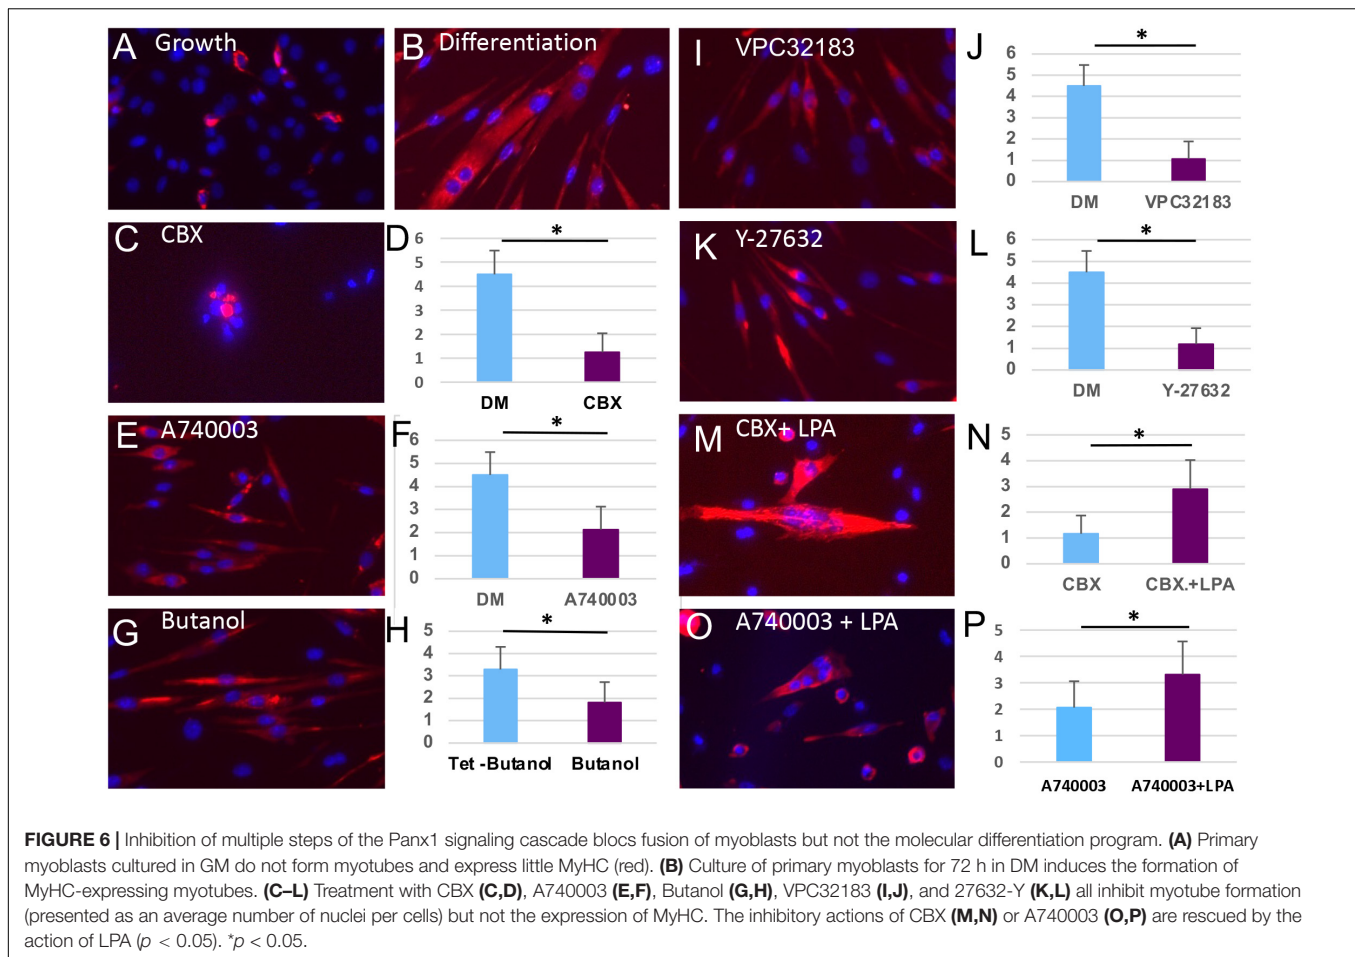 A Growth
B Differentiation
I VPC32183
J
6
5
4
3
2
1
0
*
DM VPC32183
C CBX
D
6
5
4
3
2
1
0
*
DM CBX
K Y-27632
L
6
5
4
3
2
1
0
*
DM Y-27632
E A740003
F
6
5
4
3
2
1
0
*
DM A740003
M CBX+ LPA
N
5
4
3
2
1
0
*
CBX CBX.+LPA
G Butanol
H
5
4
3
2
1
0
*
Tet -Butanol Butanol
O A740003 + LPA
P
5
4
3
2
1
0
*
A740003 A740003+LPA
FIGURE 6 | Inhibition of multiple steps of the Panx1 signaling cascade blocs fusion of myoblasts but not the molecular differentiation program. (A) Primary
myoblasts cultured in GM do not form myotubes and express little MyHC (red). (B) Culture of primary myoblasts for 72 h in DM induces the formation of
MyHC-expressing myotubes. (C–L) Treatment with CBX (C,D), A740003 (E,F), Butanol (G,H), VPC32183 (I,J), and 27632-Y (K,L) all inhibit myotube formation
(presented as an average number of nuclei per cells) but not the expression of MyHC. The inhibitory actions of CBX (M,N) or A740003 (O,P) are rescued by the
action of LPA (p < 0.05). *p < 0.05.